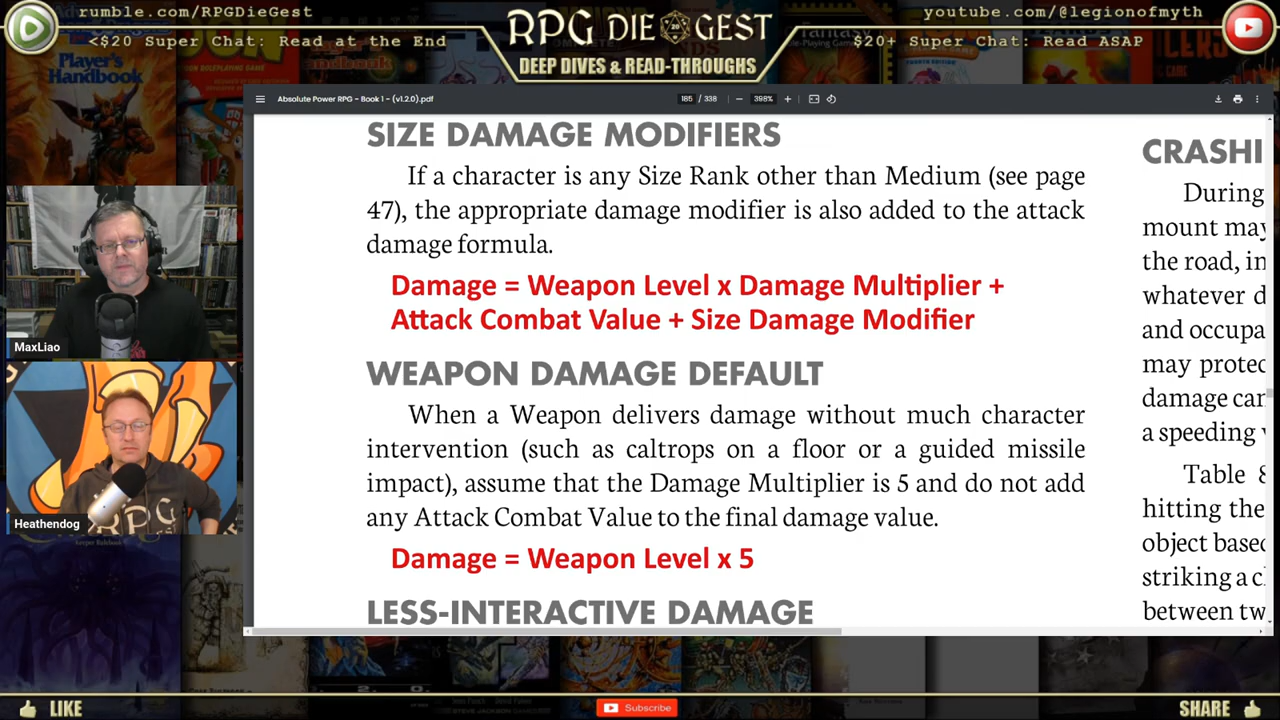 rumble.com/RPGDieGest
<$20 Super Chat: Read at the End
RPG DIE GEST
20
DEEP DIVES & READ-THROUGHS
youtube.com/@legionofmyth
$20+ Super Chat: Read ASAP
Player's
Handbook
Absolute Power RPG - Book 1 - (v1.2.0).pdf
185 / 338
398%
SIZE DAMAGE MODIFIERS
If a character is any Size Rank other than Medium (see page
47), the appropriate damage modifier is also added to the attack
damage formula.
Damage = Weapon Level x Damage Multiplier +
Attack Combat Value + Size Damage Modifier
WEAPON DAMAGE DEFAULT
When a Weapon delivers damage without much character
intervention (such as caltrops on a floor or a guided missile
impact), assume that the Damage Multiplier is 5 and do not add
any Attack Combat Value to the final damage value.
Damage = Weapon Level x 5
LESS-INTERACTIVE DAMAGE
CRASHI
During
mount may
the road, in
whatever d
and occupa
may protec
damage car
a speeding
Table 8
hitting the
object based
striking a c
between tw
MaxLiao
Heathendog
RPG
LIKE
Subscribe
SHARE